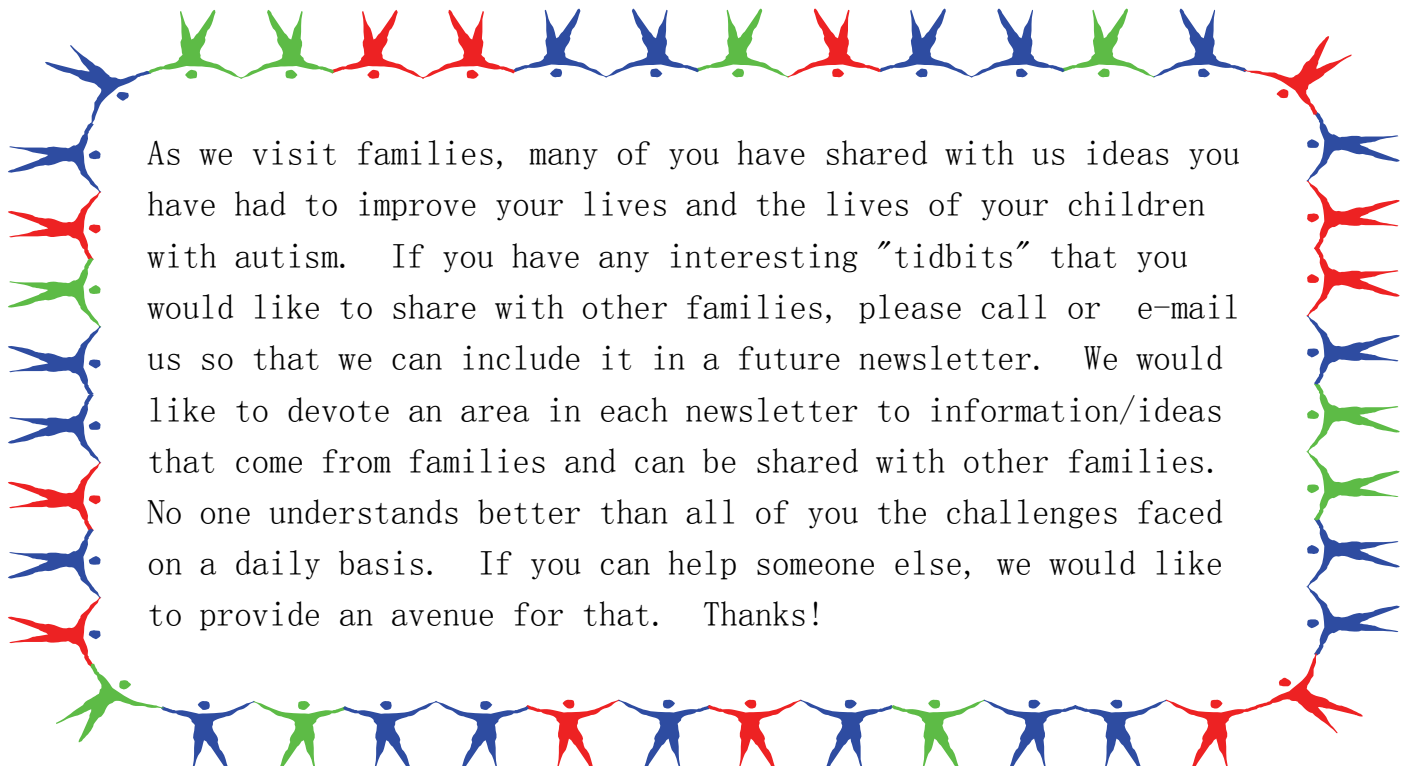 As we visit families, many of you have shared with us ideas you
have had to improve your lives and the lives of your children
with autism.  If you have any interesting "tidbits" that you
would like to share with other families, please call or  e-mail
us so that we can include it in a future newsletter.  We would
like to devote an area in each newsletter to information/ideas
that come from families and can be shared with other families.
No one understands better than all of you the challenges faced
on a daily basis.  If you can help someone else, we would like
to provide an avenue for that.  Thanks!